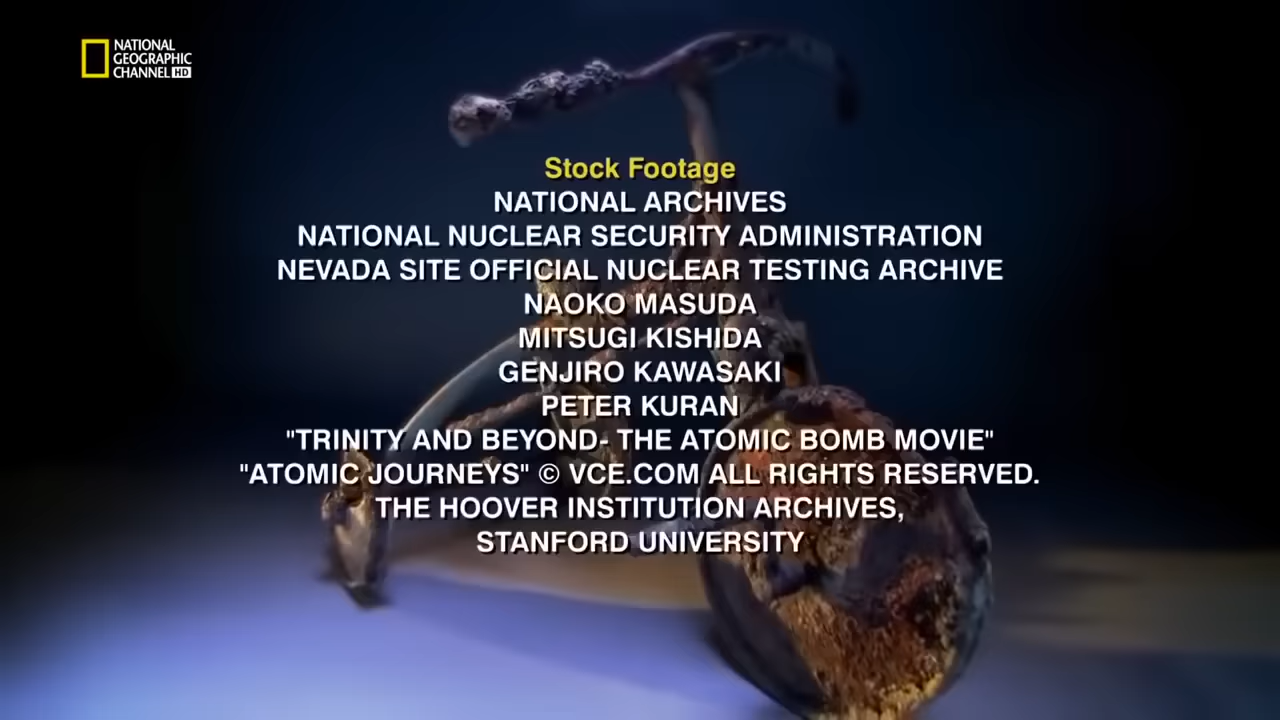 NATIONAL
GEOGRAPHIC
CHANNEL HD
Stock Footage
NATIONAL ARCHIVES
NATIONAL NUCLEAR SECURITY ADMINISTRATION
NEVADA SITE OFFICIAL NUCLEAR TESTING ARCHIVE
NAOKO MASUDA
MITSUGI KISHIDA
GENJIRO KAWASAKI
PETER KURAN
"TRINITY AND BEYOND- THE ATOMIC BOMB MOVIE"
"ATOMIC JOURNEYS" © VCE.COM ALL RIGHTS RESERVED.
THE HOOVER INSTITUTION ARCHIVES,
STANFORD UNIVERSITY